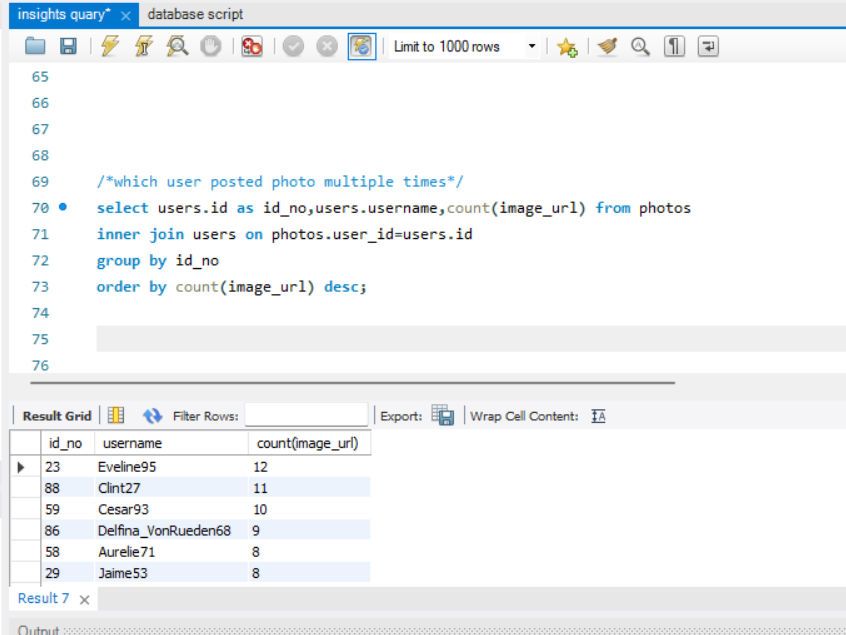 insights quary* ×
database script
Limit to 1000 rows
65
66
67
68
69 /*which user posted photo multiple times*/
70 select users.id as id_no,users.username,count(image_url) from photos
71 inner join users on photos.user_id=users.id
72 group by id_no
73 order by count(image_url) desc;
74
75
76
Result Grid Filter Rows: Export: Wrap Cell Content: IA
id_no username count(image_url)
23 Eveline95 12
88 Clint27 11
59 Cesar93 10
86 Delfina_VonRueden68 9
58 Aurelie71 8
29 Jaime53 8
Result 7 ×
Output